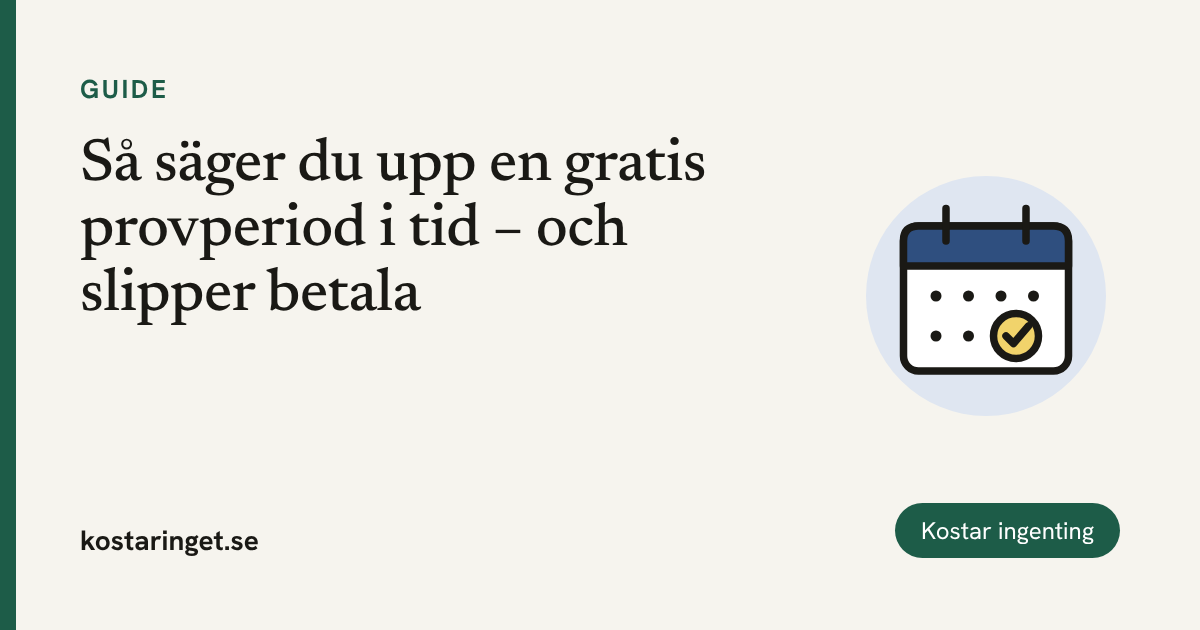 GUIDE
Så säger du upp en gratis
provperiod i tid – och
slipper betala
kostaringet.se
Kostar ingenting